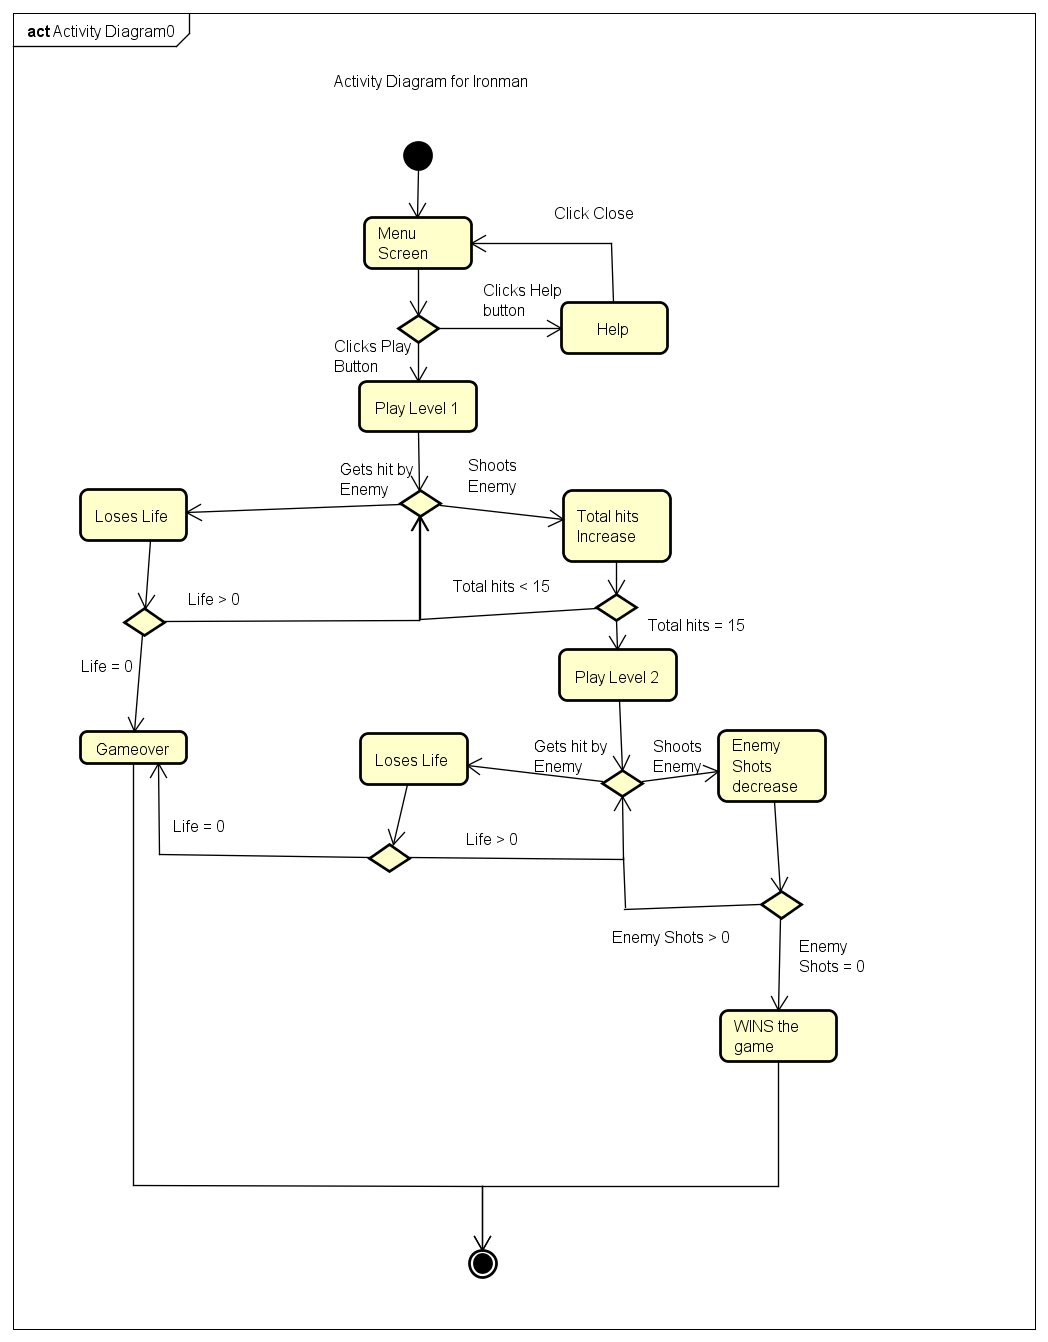 act Activity Diagram0
Activity Diagram for Ironman
Click Close
Menu
Screen
Clicks Help
button
Help
Clicks Play
Button
Play Level 1
Gets hit by
Enemy
Shoots
Enemy
Loses Life
Total hits
Increase
Life > 0
Total hits < 15
Total hits = 15
Life = 0
Play Level 2
Gameover
Loses Life
Gets hit by
Enemy
Shoots
Enemy
Enemy
Shots
decrease
Life = 0
Life > 0
Enemy Shots > 0
Enemy
Shots = 0
WINS the
game